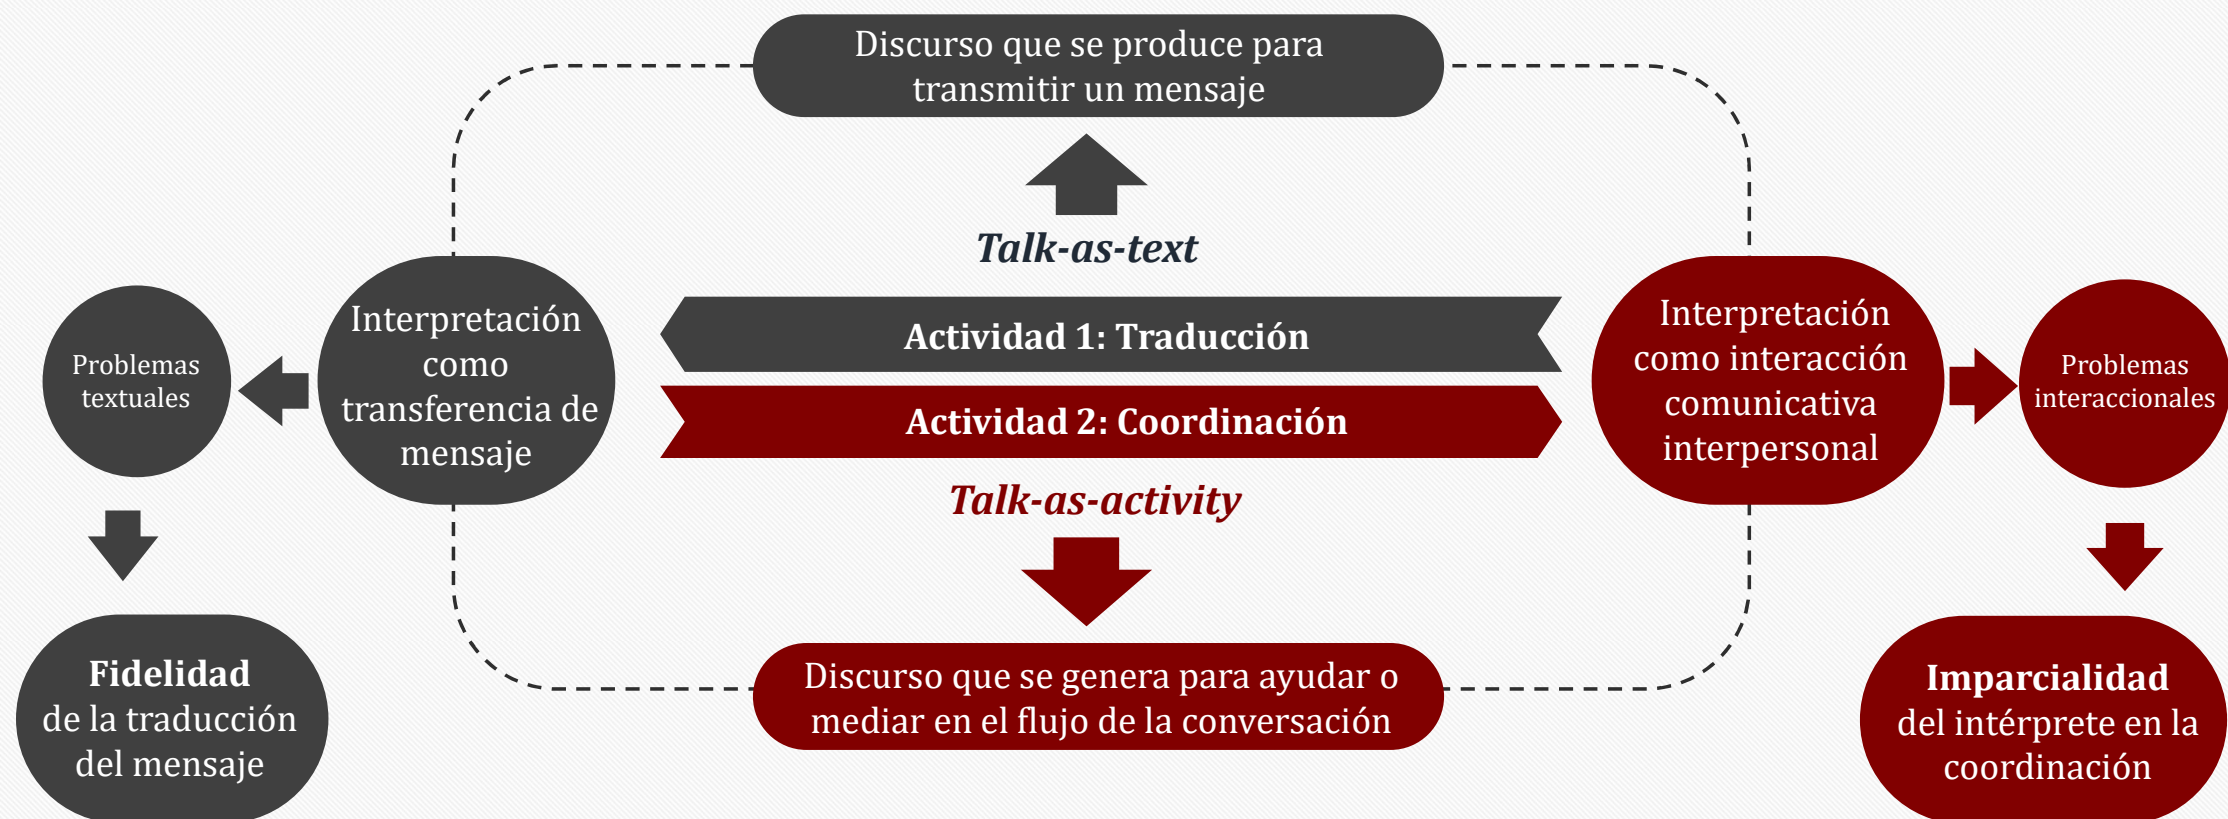 Discurso que se produce para
transmitir un mensaje
Talk-as-text
Problemas
textuales
Interpretación
como
transferencia de
mensaje
Actividad 1: Traducción
Actividad 2: Coordinación
Interpretación
como interacción
comunicativa
interpersonal
Problemas
interaccionales
Talk-as-activity
Fidelidad
de la traducción
del mensaje
Discurso que se genera para ayudar o
mediar en el flujo de la conversación
Imparcialidad
del intérprete en la
coordinación